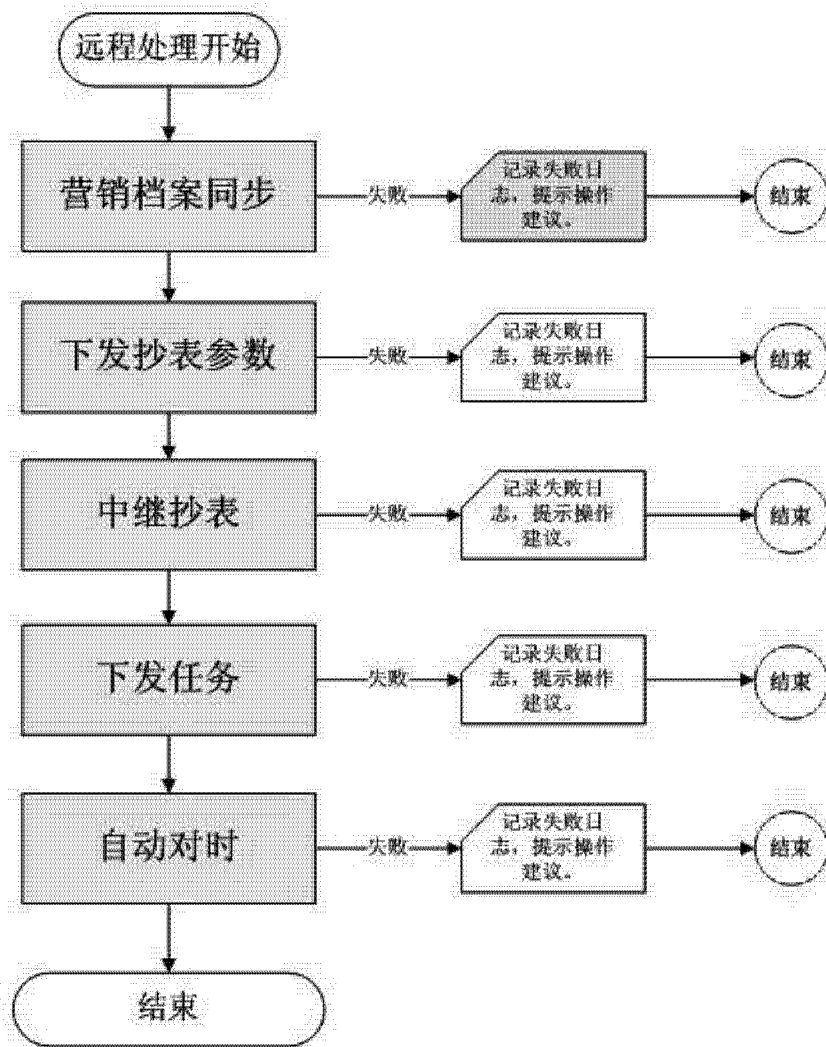 远程处理开始
营销档案同步
失败
记录失败日
志，提示操作
建议。
结束
下发抄表参数
失败
记录失败日
志，提示操作
建议。
结束
中继抄表
失败
记录失败日
志，提示操作
建议。
结束
下发任务
失败
记录失败日
志，提示操作
建议。
结束
自动对时
失败
记录失败日
志，提示操作
建议。
结束
结束